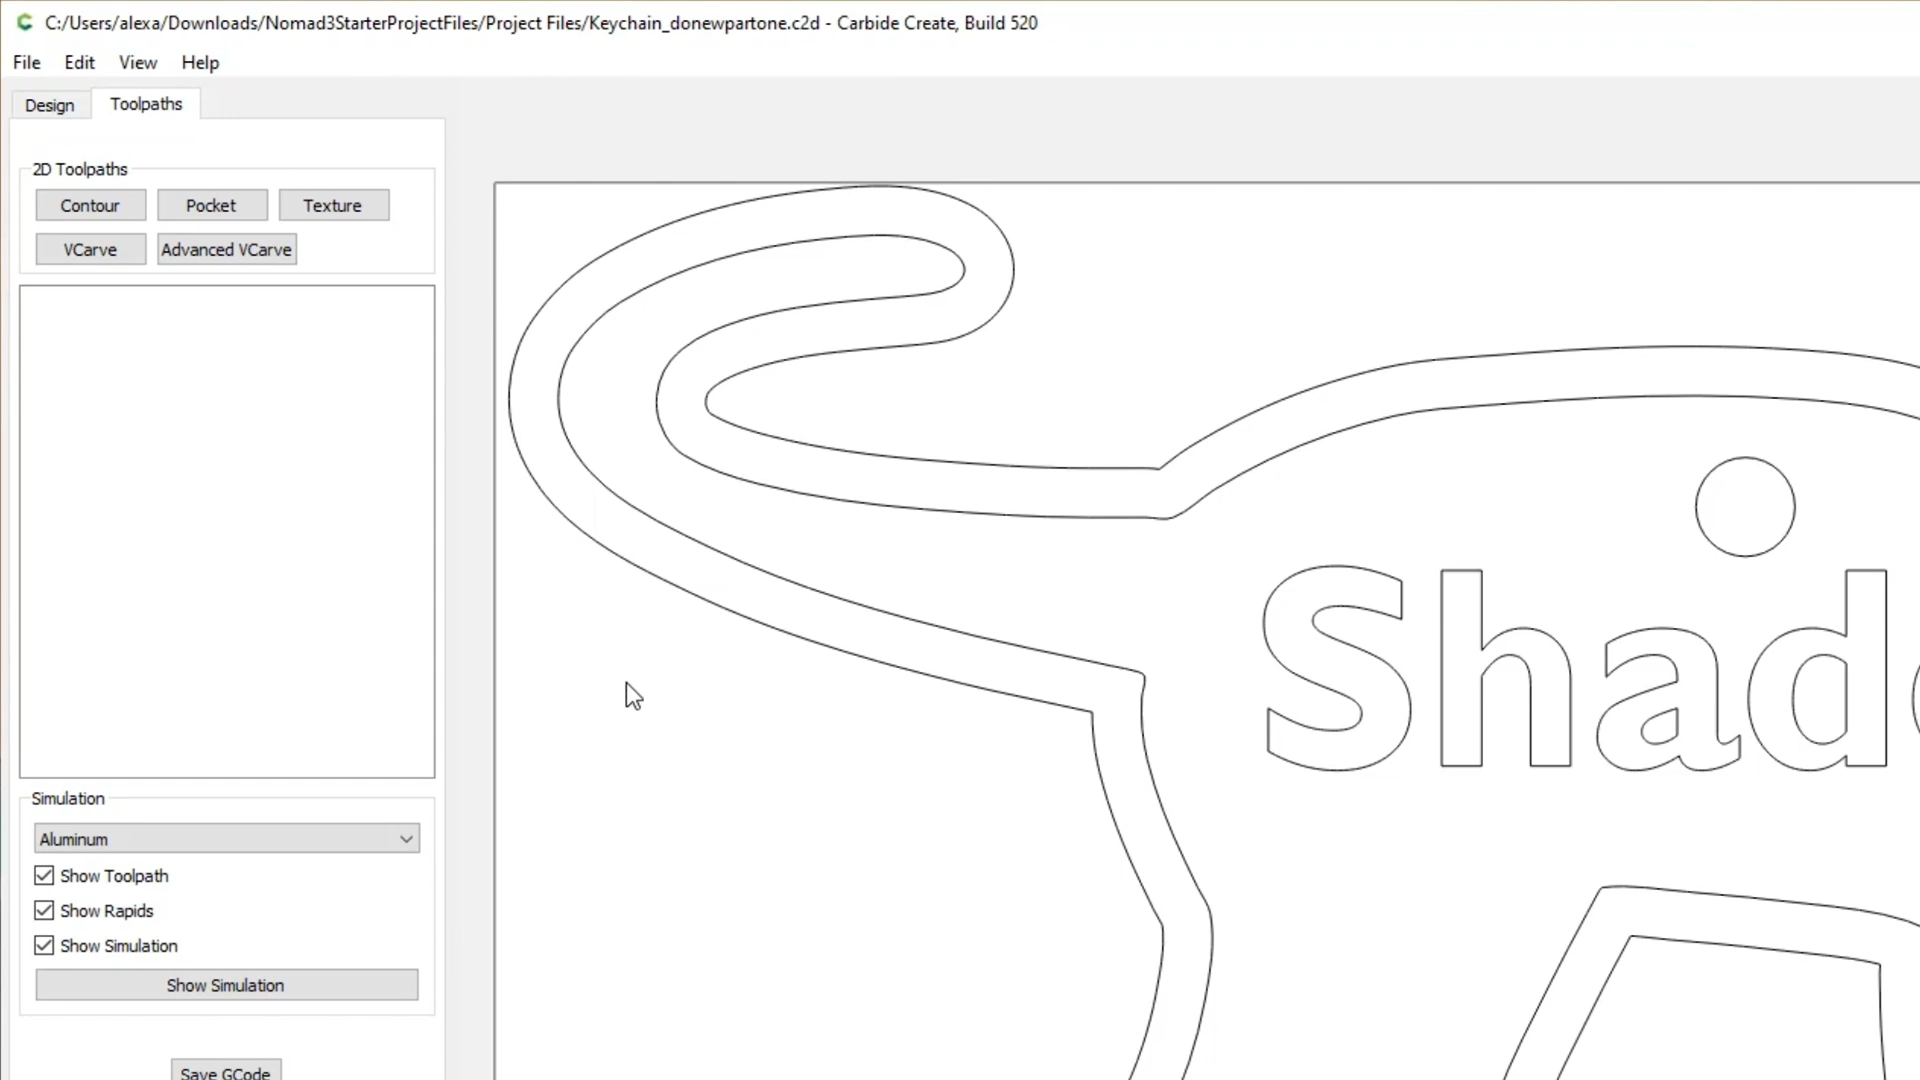 C:/Users/alexa/Downloads/Nomad3StarterProjectFiles/Project Files/Keychain_donewpartone.c2d - Carbide Create, Build 520
File Edit View Help
Design Toolpaths
2D Toolpaths
Contour Pocket Texture
VCarve Advanced VCarve
Shad
Simulation
Aluminum
Show Toolpath
Show Rapids
Show Simulation
Show Simulation
Save GCode